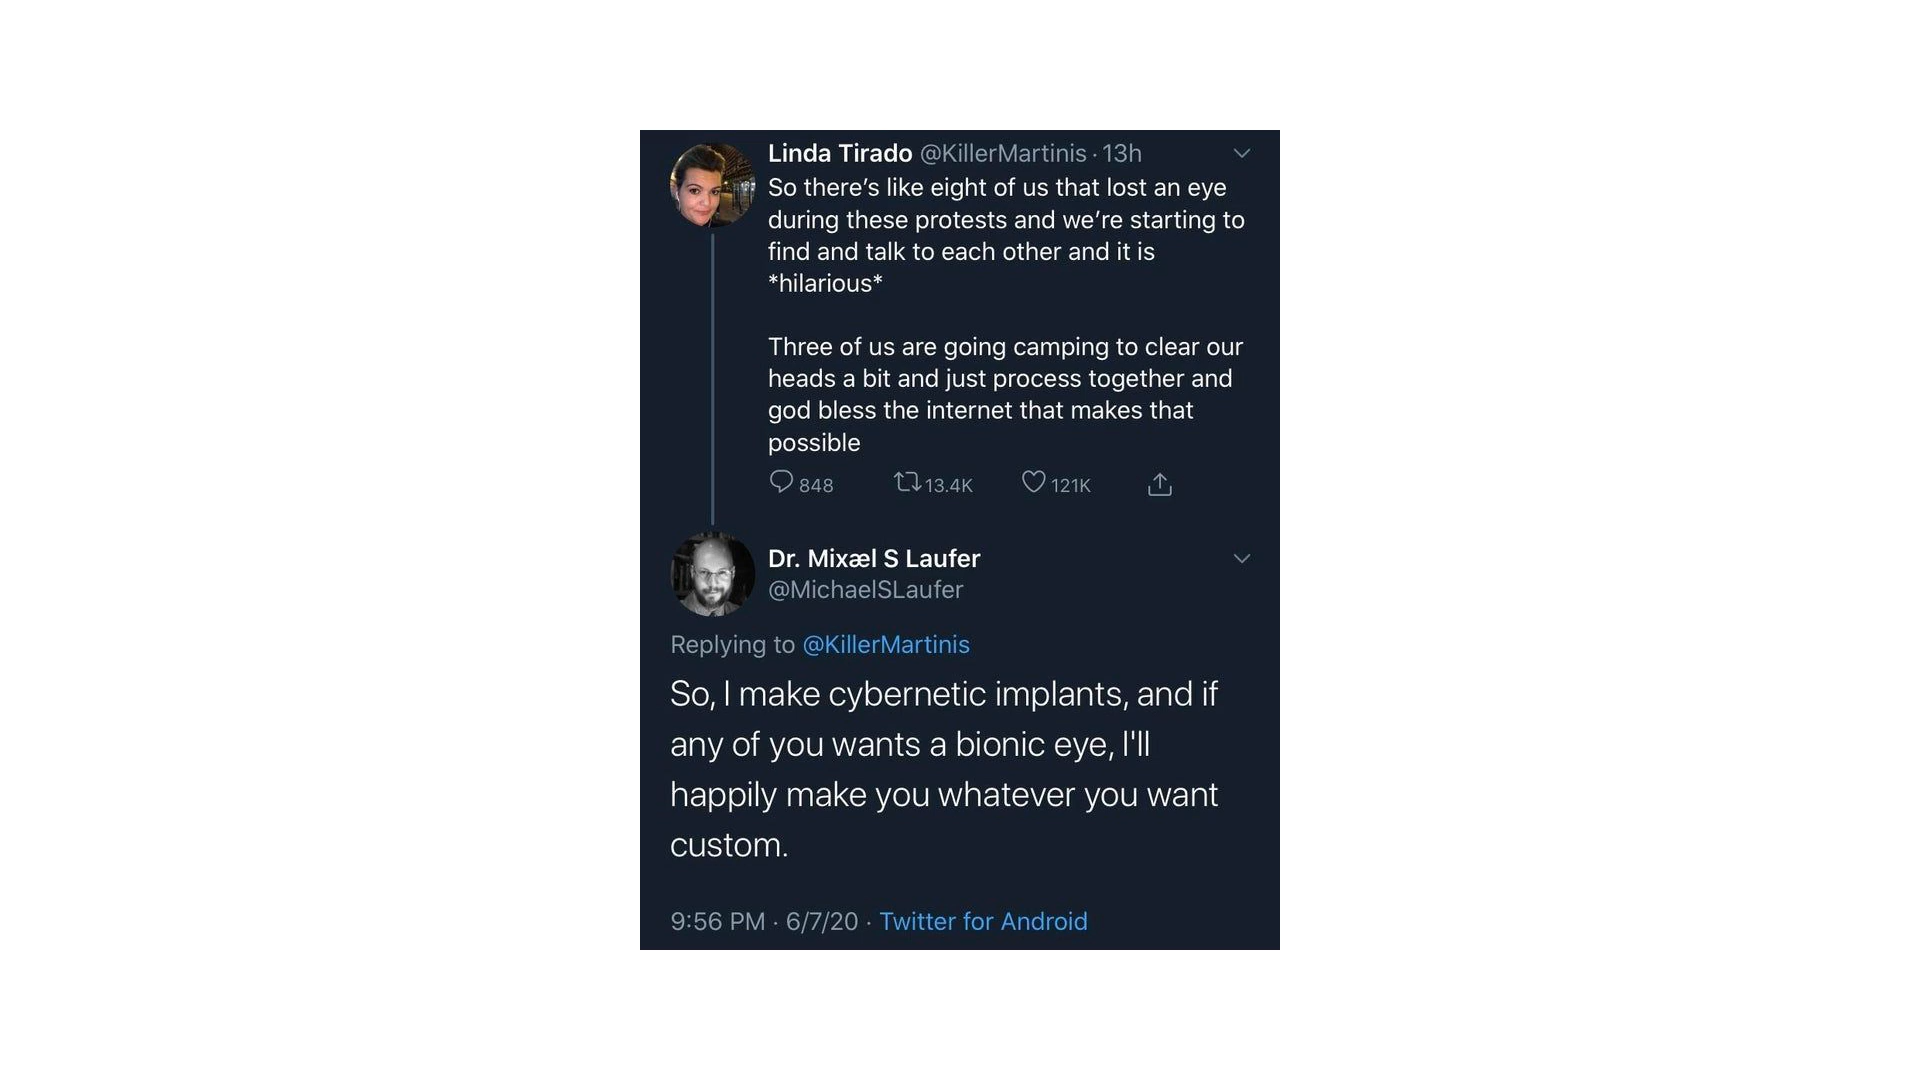 Linda Tirado @KillerMartinis · 13h
So there’s like eight of us that lost an eye
during these protests and we’re starting to
find and talk to each other and it is
*hilarious*
Three of us are going camping to clear our
heads a bit and just process together and
god bless the internet that makes that
possible
848 13.4K 121K
Dr. Mixæl S Laufer
@MichaelSLaufer
Replying to @KillerMartinis
So, I make cybernetic implants, and if
any of you wants a bionic eye, I'll
happily make you whatever you want
custom.
9:56 PM · 6/7/20 · Twitter for Android